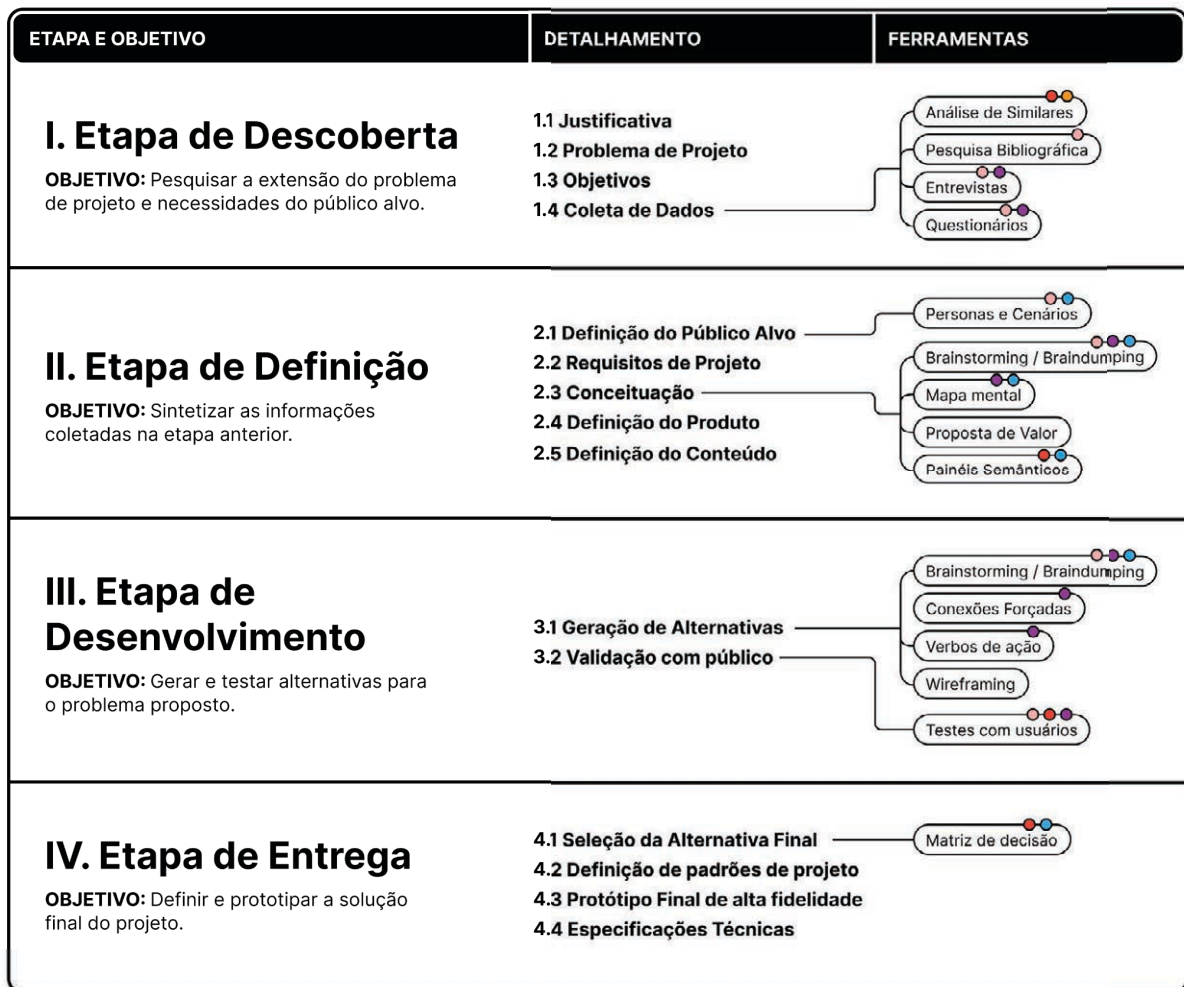 ETAPA E OBJETIVO
DETALHAMENTO
FERRAMENTAS
I. Etapa de Descoberta
OBJETIVO: Pesquisar a extensão do problema
de projeto e necessidades do público alvo.
1.1 Justificativa
1.2 Problema de Projeto
1.3 Objetivos
1.4 Coleta de Dados
Análise de Similares
Pesquisa Bibliográfica
Entrevistas
Questionários
II. Etapa de Definição
OBJETIVO: Sintetizar as informações
coletadas na etapa anterior.
2.1 Definição do Público Alvo
2.2 Requisitos de Projeto
2.3 Conceituação
2.4 Definição do Produto
2.5 Definição do Conteúdo
Personas e Cenários
Brainstorming / Braindumping
Mapa mental
Proposta de Valor
Painéis Semânticos
III. Etapa de
Desenvolvimento
OBJETIVO: Gerar e testar alternativas para
o problema proposto.
3.1 Geração de Alternativas
3.2 Validação com público
Brainstorming / Braindumping
Conexões Forçadas
Verbos de ação
Wireframing
Testes com usuários
IV. Etapa de Entrega
OBJETIVO: Definir e prototipar a solução
final do projeto.
4.1 Seleção da Alternativa Final
4.2 Definição de padrões de projeto
4.3 Protótipo Final de alta fidelidade
4.4 Especificações Técnicas
Matriz de decisão